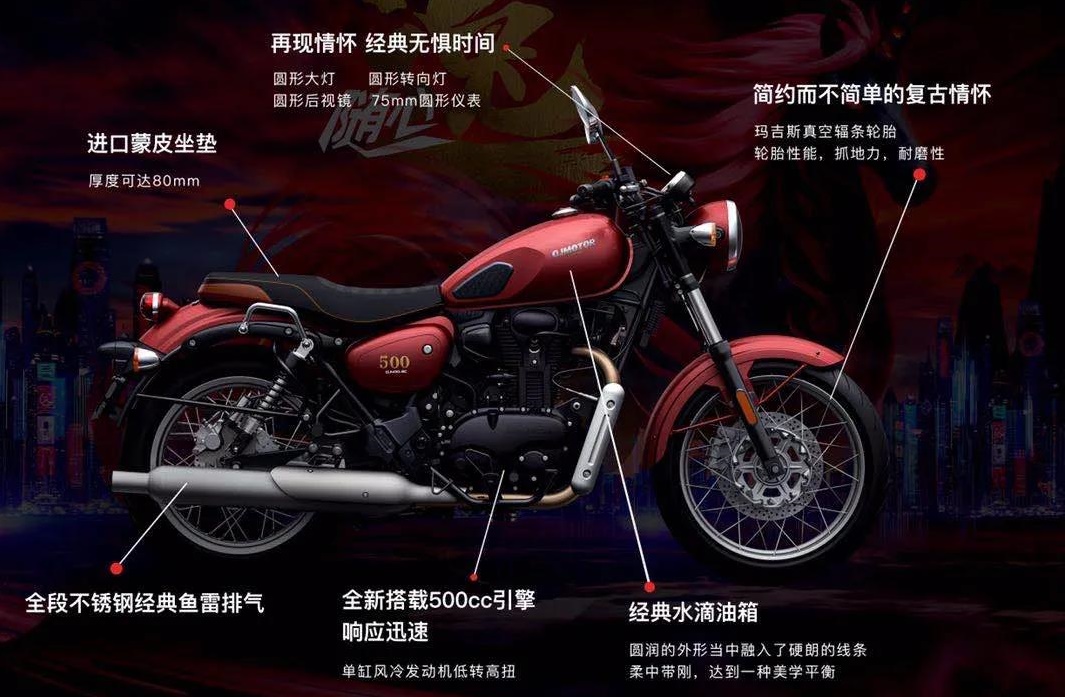 再现情怀 经典无惧时间
圆形大灯 圆形转向灯
圆形后视镜 75mm圆形仪表
随心
简约而不简单的复古情怀
玛吉斯真空辐条轮胎
轮胎性能，抓地力，耐磨性
进口蒙皮坐垫
厚度可达80mm
QJMOTOR
500
全段不锈钢经典鱼雷排气
全新搭载500cc引擎
响应迅速
单缸风冷发动机低转高扭
经典水滴油箱
圆润的外形当中融入了硬朗的线条
柔中带刚，达到一种美学平衡